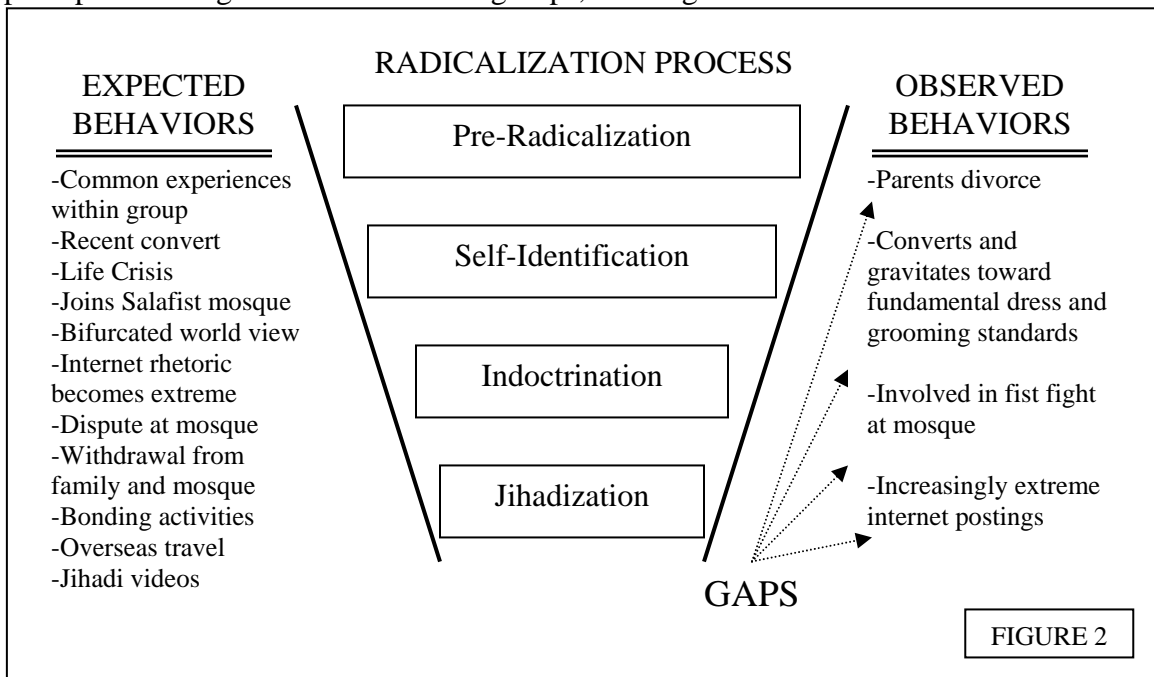 RADICALIZATION PROCESS
EXPECTED
BEHAVIORS
-Common experiences
within group
-Recent convert
-Life Crisis
-Joins Salafist mosque
-Bifurcated world view
-Internet rhetoric
becomes extreme
-Dispute at mosque
-Withdrawal from
family and mosque
-Bonding activities
-Overseas travel
-Jihadi videos
Pre-Radicalization
Self-Identification
Indoctrination
Jihadization
OBSERVED
BEHAVIORS
-Parents divorce
-Converts and
gravitates toward
fundamental dress and
grooming standards
-Involved in fist fight
at mosque
-Increasingly extreme
internet postings
GAPS
FIGURE 2